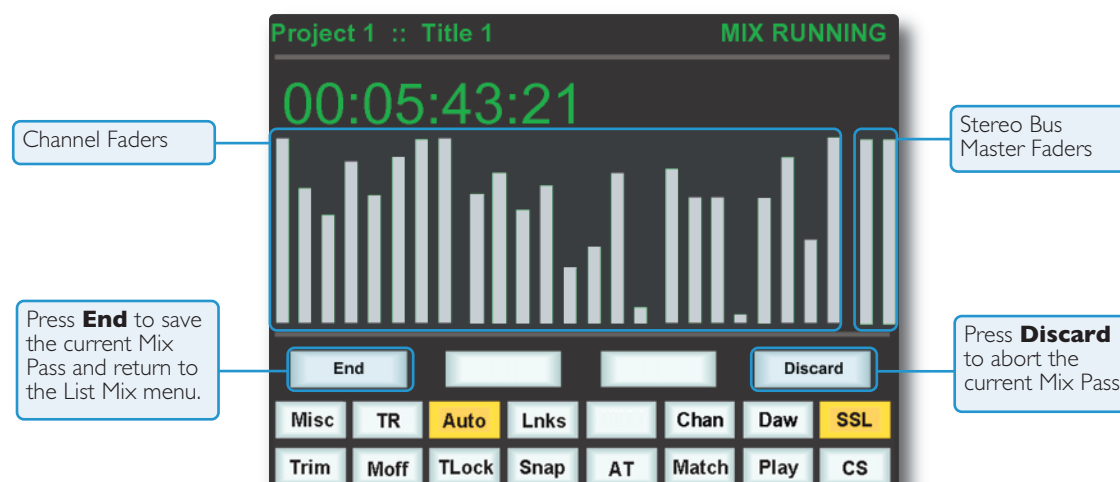 Project 1 :: Title 1 MIX RUNNING
00:05:43:21
Channel Faders
Stereo Bus
Master Faders
Press End to save
the current Mix
Pass and return to
the List Mix menu.
Press Discard
to abort the
current Mix Pass
End Discard
Misc TR Auto Lnks Chan Daw SSL
Trim Moff TLock Snap AT Match Play CS